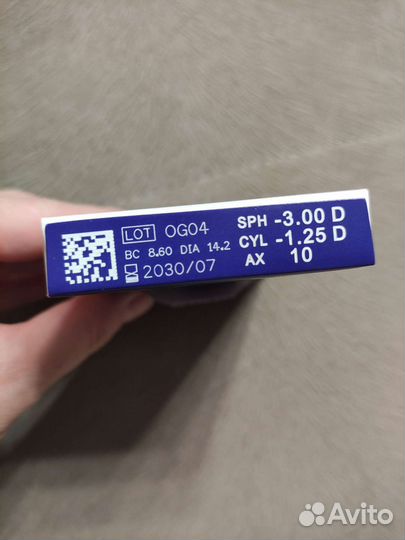 LOT OG04
BC 8.60 DIA 14.2
2030/07
SPH -3.00 D
CYL -1.25 D
AX 10
Avito